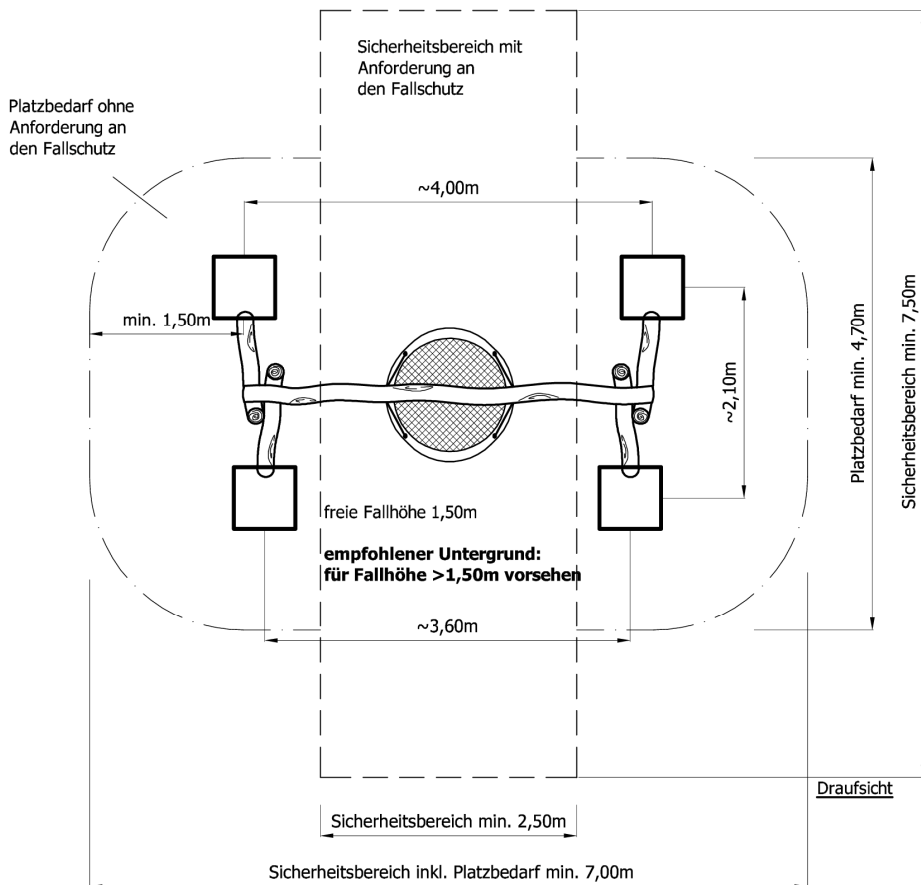 Sicherheitsbereich mit
Anforderung an
den Fallschutz
Platzbedarf ohne
Anforderung an
den Fallschutz
~4,00m
min. 1,50m
~2,10m
Platzbedarf min. 4,70m
Sicherheitsbereich min. 7,50m
freie Fallhöhe 1,50m
empfohlener Untergrund:
für Fallhöhe >1,50m vorsehen
~3,60m
Draufsicht
Sicherheitsbereich min. 2,50m
Sicherheitsbereich inkl. Platzbedarf min. 7,00m